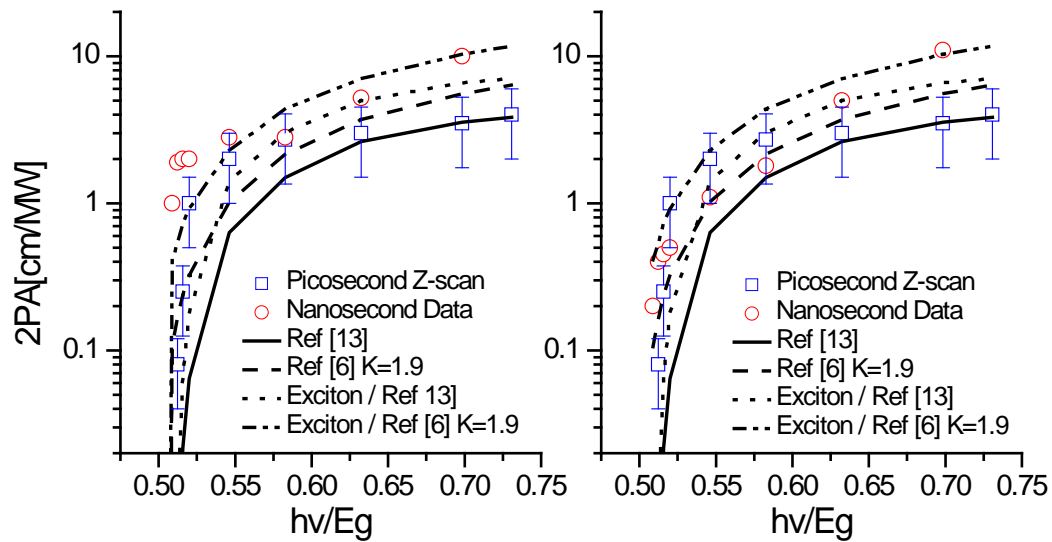 2PA[cm/MW]
10
1
0.1
0.50 0.55 0.60 0.65 0.70 0.75
hv/Eg
Picosecond Z-scan
Nanosecond Data
Ref [13]
Ref [6] K=1.9
Exciton / Ref 13]
Exciton / Ref [6] K=1.9
10
1
0.1
0.50 0.55 0.60 0.65 0.70 0.75
hv/Eg
Picosecond Z-scan
Nanosecond Data
Ref [13]
Ref [6] K=1.9
Exciton / Ref [13]
Exciton / Ref [6] K=1.9